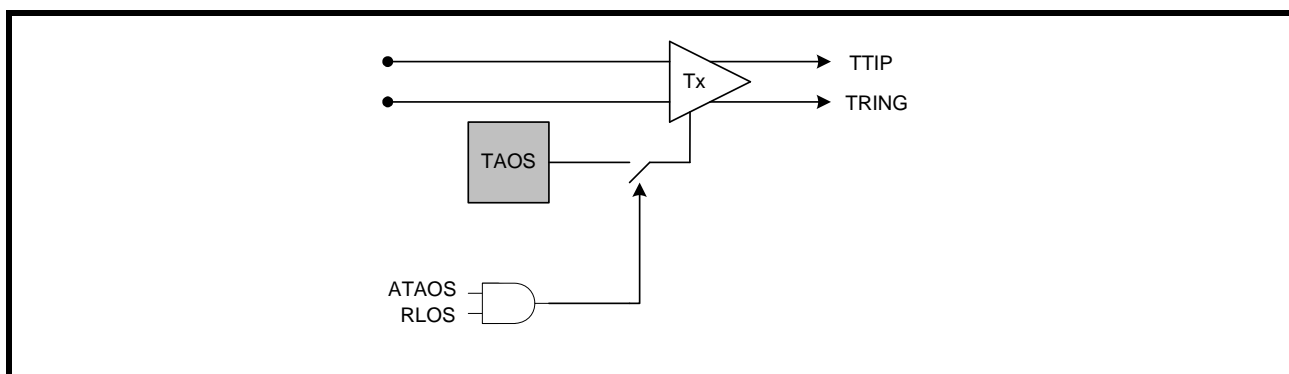 TTIP
Tx
TRING
TAOS
ATAOS
RLOS